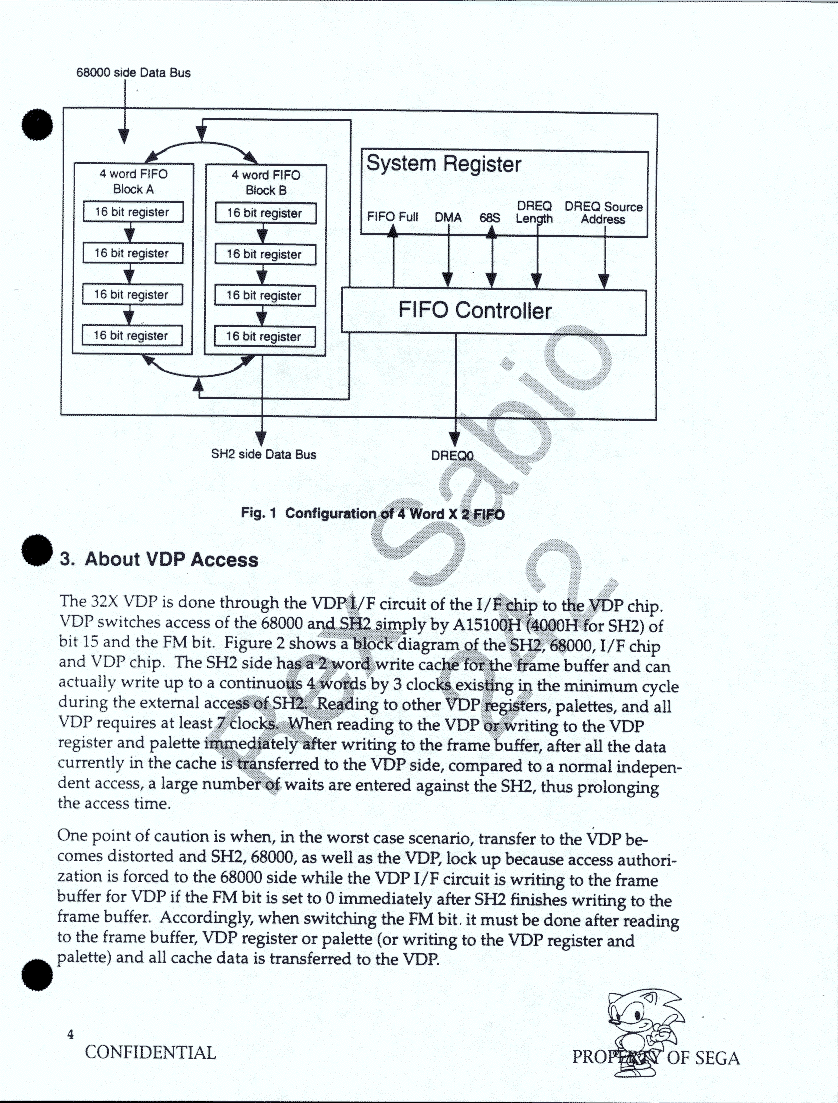 68000 side Data Bus
4 word FIFO
Block A
16 bit register
16 bit register
16 bit register
16 bit register
4 word FIFO
Block B
16 bit register
16 bit register
16 bit register
16 bit register
System Register
FIFO Full DMA 68S DREQ Length DREQ Source Address
FIFO Controller
SH2 side Data Bus
DREQ0
Fig. 1 Configuration of 4 Word X 2 FIFO
3. About VDP Access
The 32X VDP is done through the VDP I/F circuit of the I/F chip to the VDP chip.
VDP switches access of the 68000 and SH2 simply by A15100H (4000H for SH2) of
bit 15 and the FM bit. Figure 2 shows a block diagram of the SH2, 68000, I/F chip
and VDP chip. The SH2 side has a 2 word write cache for the frame buffer and can
actually write up to a continuous 4 words by 3 clocks existing in the minimum cycle
during the external access of SH2. Reading to other VDP registers, palettes, and all
VDP requires at least 7 clocks. When reading to the VDP or writing to the VDP
register and palette immediately after writing to the frame buffer, after all the data
currently in the cache is transferred to the VDP side, compared to a normal indepen-
dent access, a large number of waits are entered against the SH2, thus prolonging
the access time.
One point of caution is when, in the worst case scenario, transfer to the VDP be-
comes distorted and SH2, 68000, as well as the VDP, lock up because access authori-
zation is forced to the 68000 side while the VDP I/F circuit is writing to the frame
buffer for VDP if the FM bit is set to 0 immediately after SH2 finishes writing to the
frame buffer. Accordingly, when switching the FM bit. it must be done after reading
to the frame buffer, VDP register or palette (or writing to the VDP register and
palette) and all cache data is transferred to the VDP.
Rex Sabio
242
4
CONFIDENTIAL
PROPERTY OF SEGA